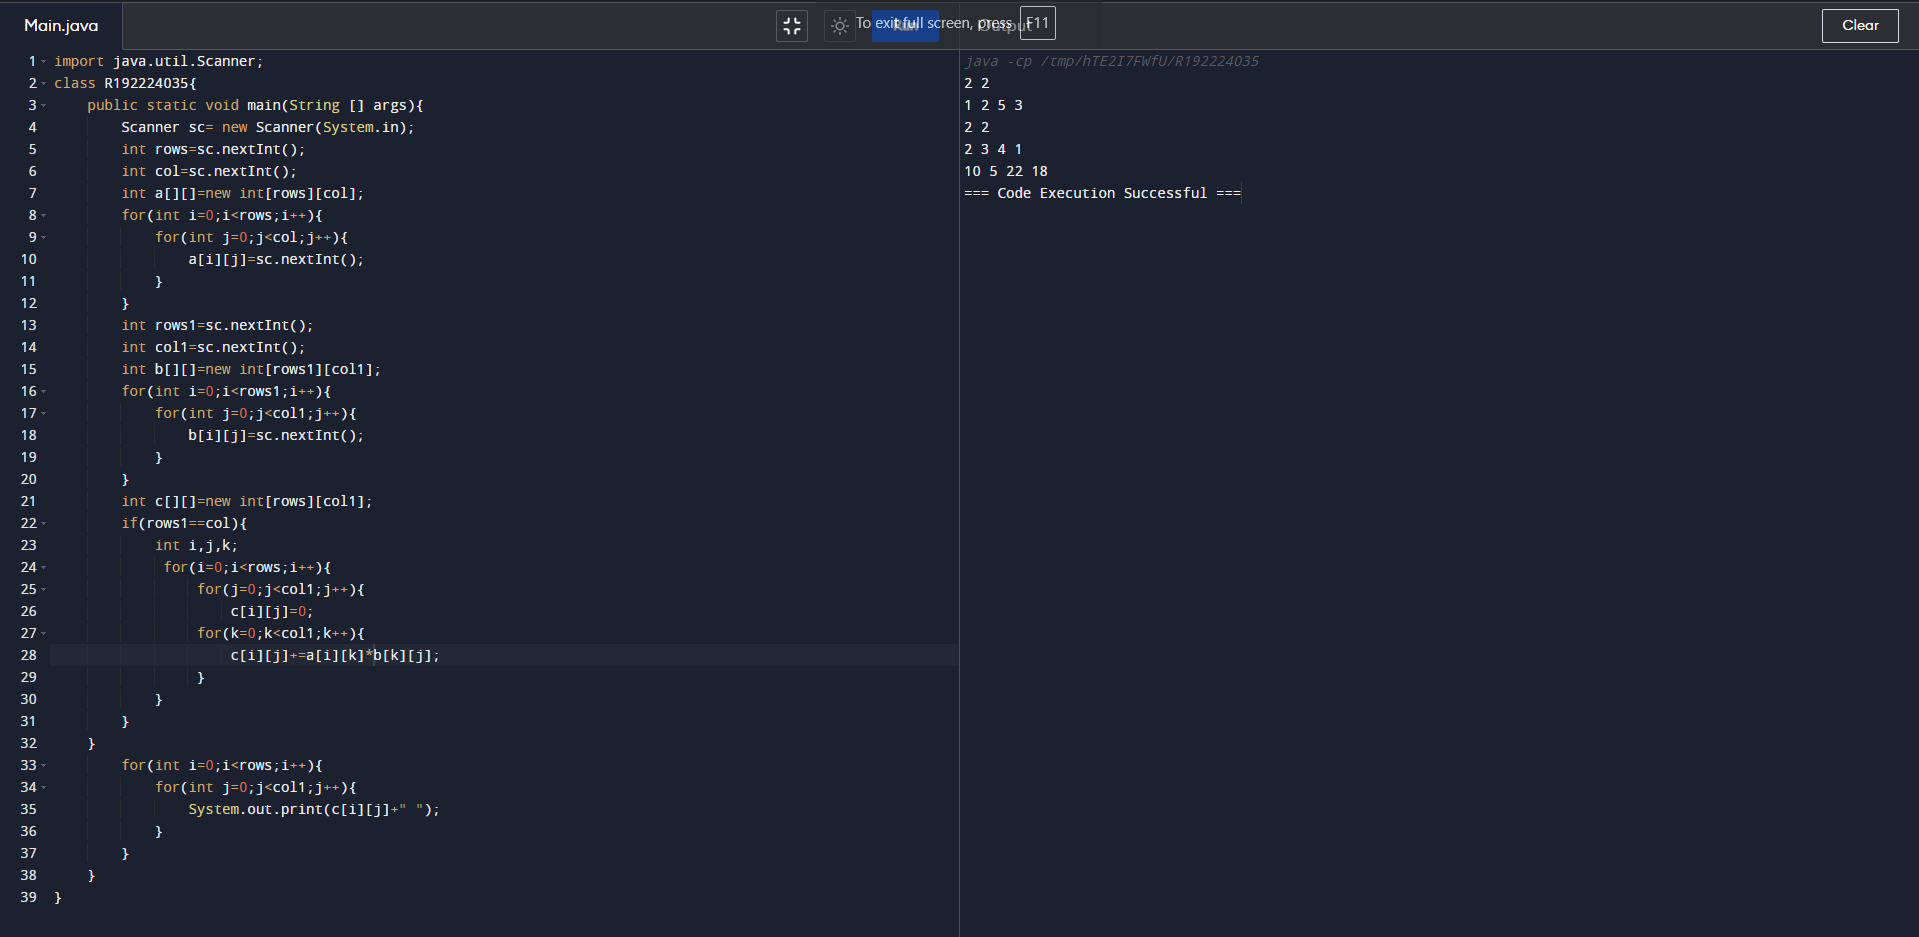 Main.java
To exit full screen, press F11
Run
Output
Clear
1 import java.util.Scanner;
2 class R192224035{
3     public static void main(String [] args){
4         Scanner sc= new Scanner(System.in);
5         int rows=sc.nextInt();
6         int col=sc.nextInt();
7         int a[][]=new int[rows][col];
8         for(int i=0;i<rows;i++){
9             for(int j=0;j<col;j++){
10                 a[i][j]=sc.nextInt();
11             }
12         }
13         int rows1=sc.nextInt();
14         int col1=sc.nextInt();
15         int b[][]=new int[rows1][col1];
16         for(int i=0;i<rows1;i++){
17             for(int j=0;j<col1;j++){
18                 b[i][j]=sc.nextInt();
19             }
20         }
21         int c[][]=new int[rows][col1];
22         if(rows1==col){
23             int i,j,k;
24              for(i=0;i<rows;i++){
25                  for(j=0;j<col1;j++){
26                      c[i][j]=0;
27                  for(k=0;k<col1;k++){
28                      c[i][j]+=a[i][k]*b[k][j];
29                  }
30             }
31         }
32     }
33         for(int i=0;i<rows;i++){
34             for(int j=0;j<col1;j++){
35                 System.out.print(c[i][j]+" ");
36             }
37         }
38     }
39 }
java -cp /tmp/hTE2I7FWfU/R192224035
2 2
1 2 5 3
2 2
2 3 4 1
10 5 22 18
=== Code Execution Successful ===